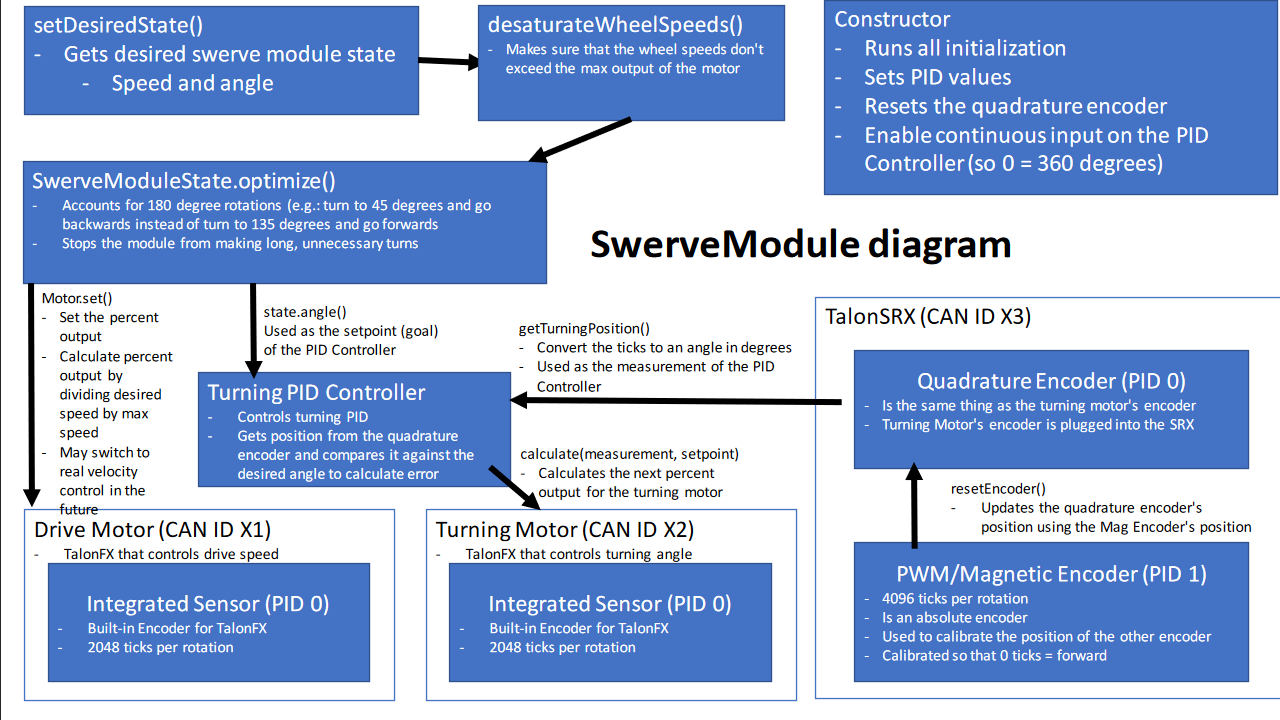 setDesiredState()
- Gets desired swerve module state
- Speed and angle
desaturateWheelSpeeds()
- Makes sure that the wheel speeds don't
exceed the max output of the motor
Constructor
- Runs all initialization
- Sets PID values
- Resets the quadrature encoder
- Enable continuous input on the PID
Controller (so 0 = 360 degrees)
SwerveModuleState.optimize()
- Accounts for 180 degree rotations (e.g.: turn to 45 degrees and go
backwards instead of turn to 135 degrees and go forwards
- Stops the module from making long, unnecessary turns
SwerveModule diagram
Motor.set()
- Set the percent
output
- Calculate percent
output by
dividing desired
speed by max
speed
- May switch to
real velocity
control in the
future
state.angle()
Used as the setpoint (goal)
of the PID Controller
getTurningPosition()
- Convert the ticks to an angle in degrees
- Used as the measurement of the PID
Controller
Turning PID Controller
- Controls turning PID
- Gets position from the quadrature
encoder and compares it against the
desired angle to calculate error
calculate(measurement, setpoint)
- Calculates the next percent
output for the turning motor
TalonSRX (CAN ID X3)
Quadrature Encoder (PID 0)
- Is the same thing as the turning motor's encoder
- Turning Motor's encoder is plugged into the SRX
resetEncoder()
- Updates the quadrature encoder's
position using the Mag Encoder's position
PWM/Magnetic Encoder (PID 1)
- 4096 ticks per rotation
- Is an absolute encoder
- Used to calibrate the position of the other encoder
- Calibrated so that 0 ticks = forward
Drive Motor (CAN ID X1)
- TalonFX that controls drive speed
Integrated Sensor (PID 0)
- Built-in Encoder for TalonFX
- 2048 ticks per rotation
Turning Motor (CAN ID X2)
- TalonFX that controls turning angle
Integrated Sensor (PID 0)
- Built-in Encoder for TalonFX
- 2048 ticks per rotation